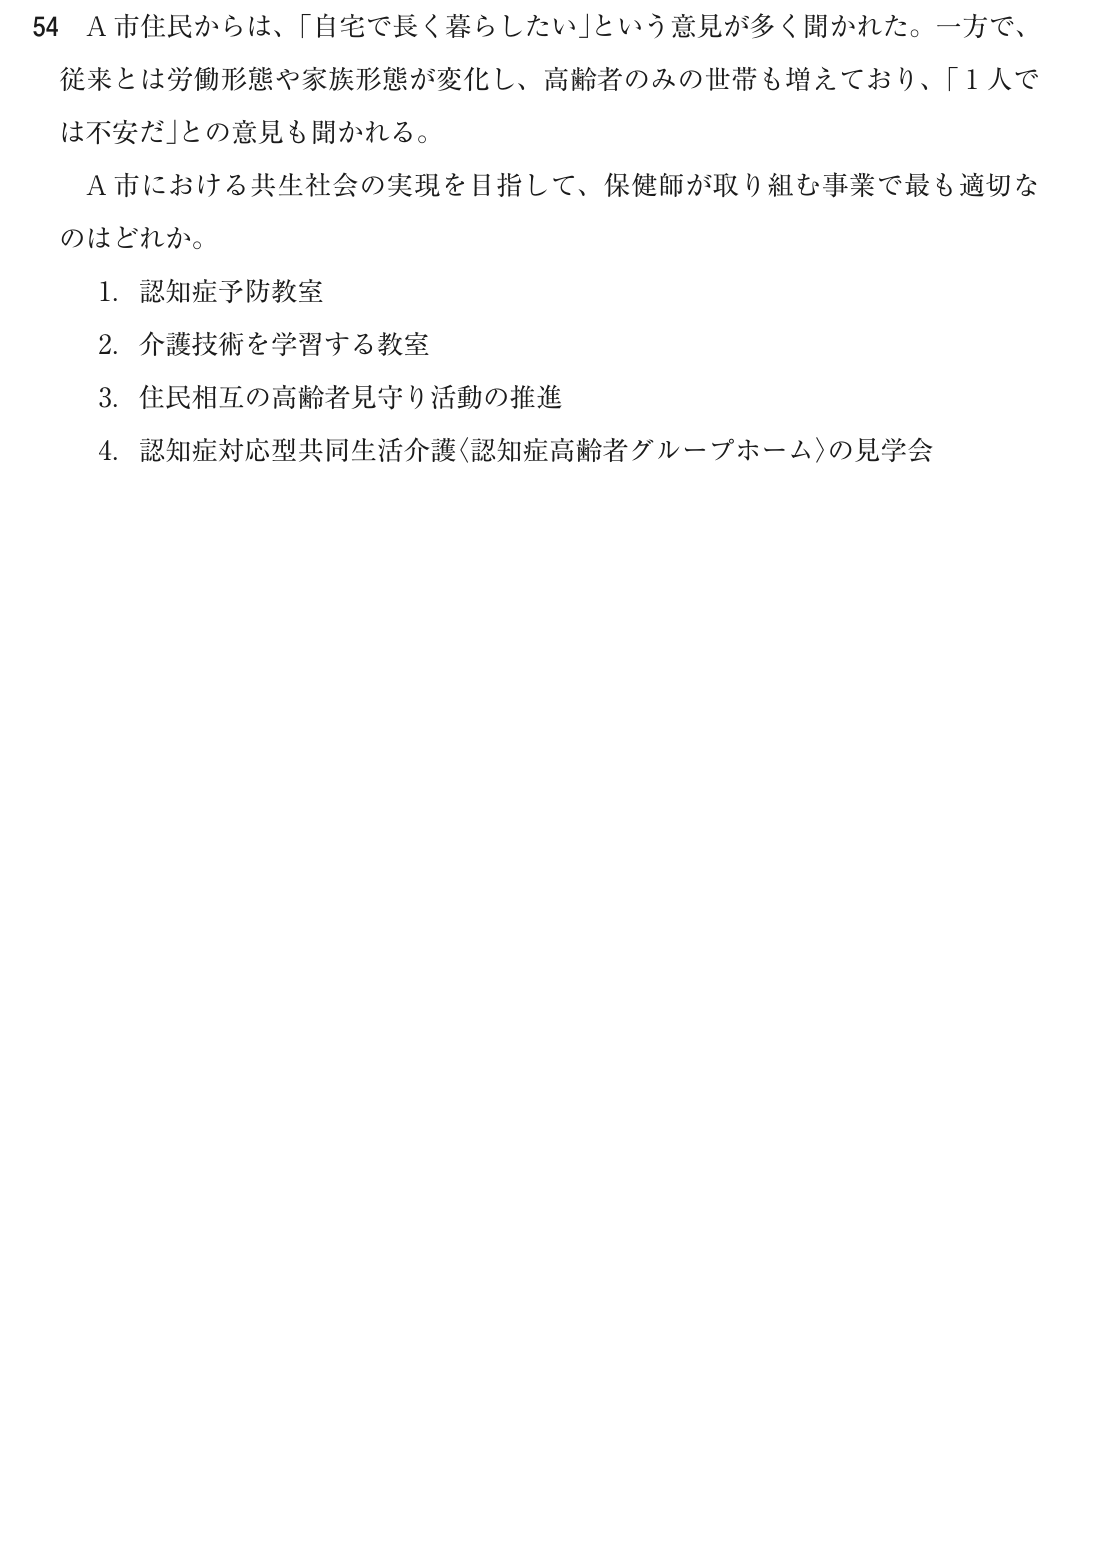 54 A市住民からは、「自宅で長く暮らしたい」という意見が多く聞かれた。一方で、
従来とは労働形態や家族形態が変化し、高齢者のみの世帯も増えており、「1人で
は不安だ」との意見も聞かれる。
A市における共生社会の実現を目指して、保健師が取り組む事業で最も適切な
のはどれか。
1. 認知症予防教室
2. 介護技術を学習する教室
3. 住民相互の高齢者見守り活動の推進
4. 認知症対応型共同生活介護〈認知症高齢者グループホーム〉の見学会